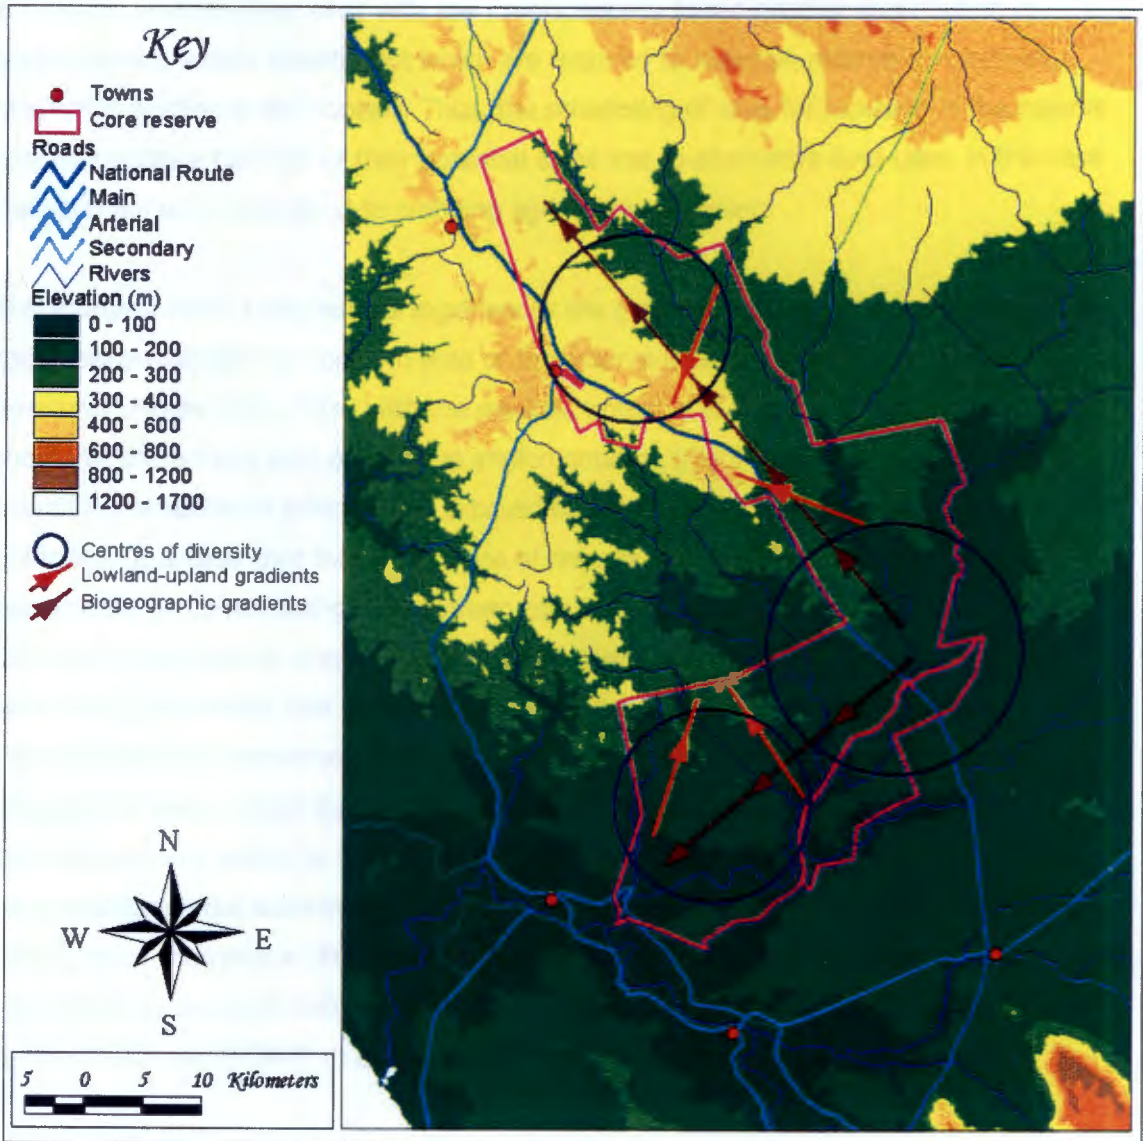 Key
Towns
Core reserve
Roads
National Route
Main
Arterial
Secondary
Rivers
Elevation (m)
0 - 100
100 - 200
200 - 300
300 - 400
400 - 600
600 - 800
800 - 1200
1200 - 1700
Centres of diversity
Lowland-upland gradients
Biogeographic gradients
N
W E
S
5 0 5 10 Kilometers